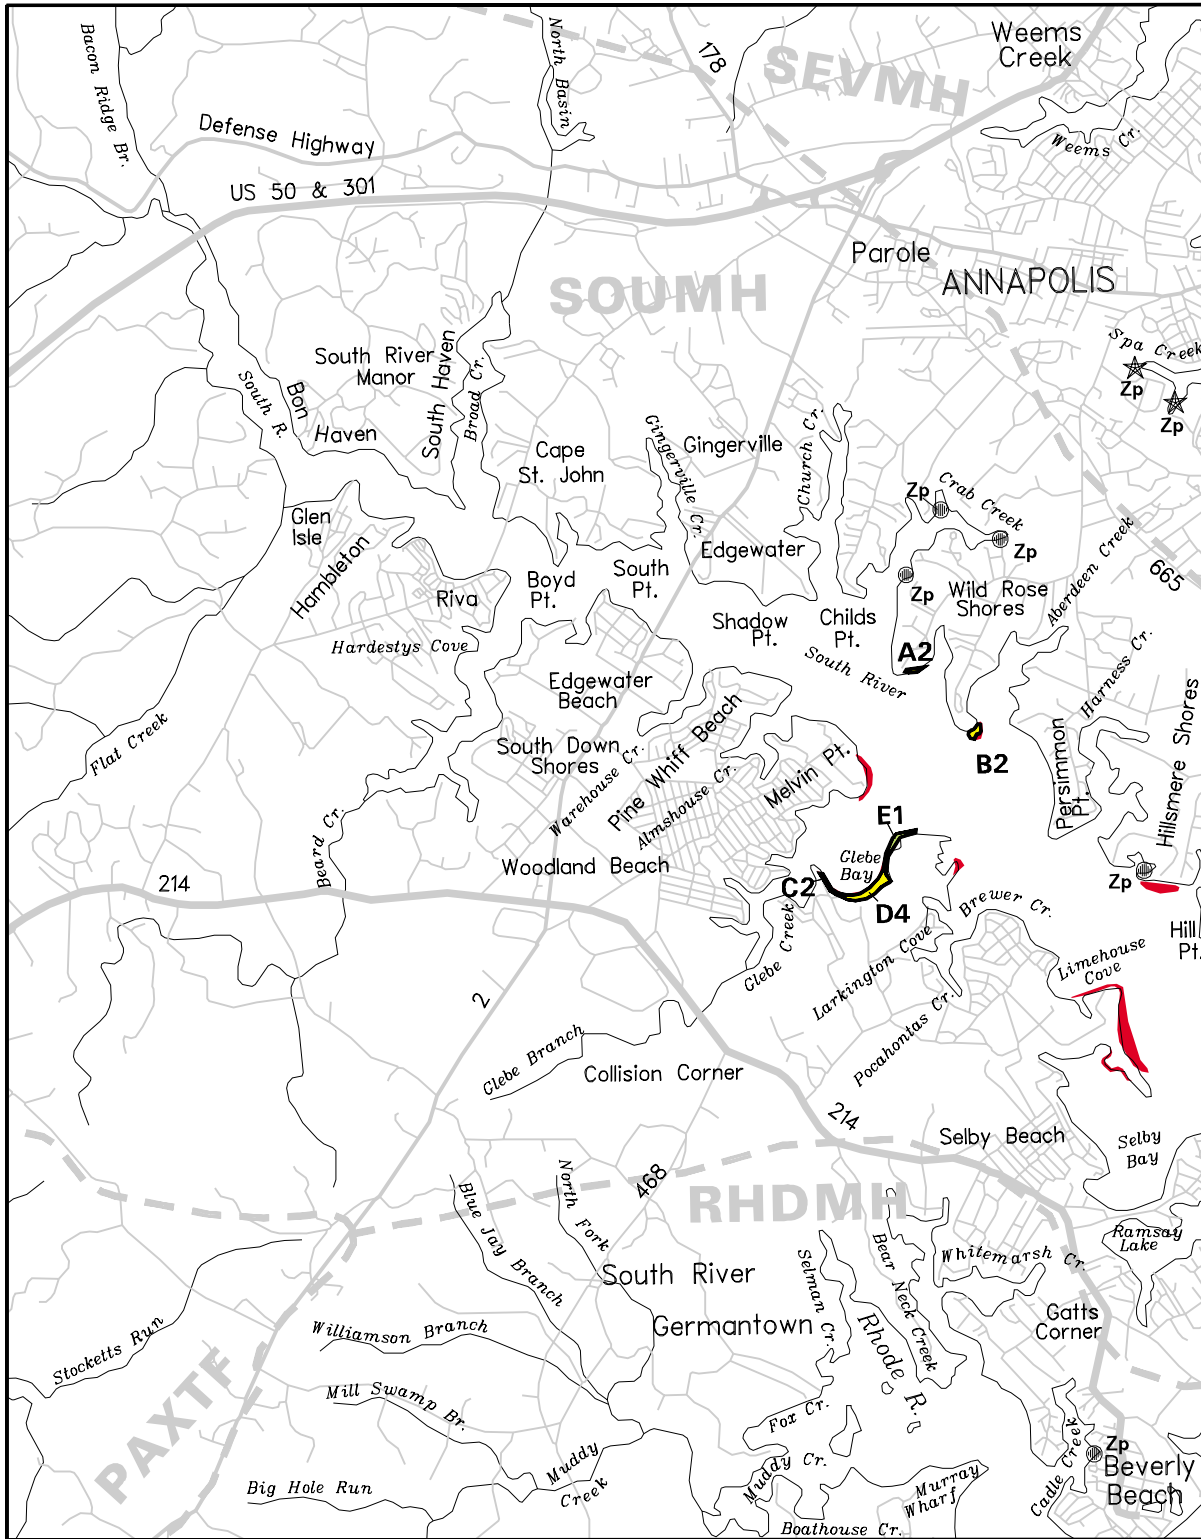 Bacon Ridge Br.
North Basin
178
SEVMH
Weems
Creek
Weems Cr.
Defense Highway
US 50 & 301
Parole
ANNAPOLIS
SOUMH
South River
Manor
South Haven
Broad Cr.
South R.
Bon
Haven
Spa Creek
Zp
Zp
Cape
St. John
Gingerville Cr.
Gingerville
Church Cr.
Zp
Crab Creek
Zp
Glen
Isle
Hambleton
Riva
Boyd
Pt.
South
Pt.
Edgewater
Zp
Wild Rose
Shores
Aberdeen Creek
665
Shadow
Pt.
Childs
Pt.
Hardestys Cove
South River
A2
Harness Cr.
Edgewater
Beach
Flat Creek
South Down
Shores
Warehouse Cr.
Pine Whiff Beach
Almshouse Cr.
Melvin Pt.
B2
Persimmon
Pt.
Hillsmere Shores
Beard Cr.
Woodland Beach
E1
Glebe
Bay
214
C2
D4
Zp
Glebe Creek
Brewer Cr.
Hill
Pt.
Larkington Cove
Limehouse
Cove
2
Pocahontas Cr.
Glebe Branch
Collision Corner
214
Selby Beach
Selby
Bay
468
RHDMH
North Fork
Blue Jay Branch
Ramsay
Lake
South River
Selman Cr.
Bear Neck Creek
Whitemarsh Cr.
Rhode R.
Germantown
Gatts
Corner
Williamson Branch
Stocketts Run
PAXTF
Mill Swamp Br.
Fox Cr.
Muddy
Creek
Muddy Cr.
Murray
Wharf
Cadle Creek
Zp
Beverly
Beach
Big Hole Run
Boathouse Cr.